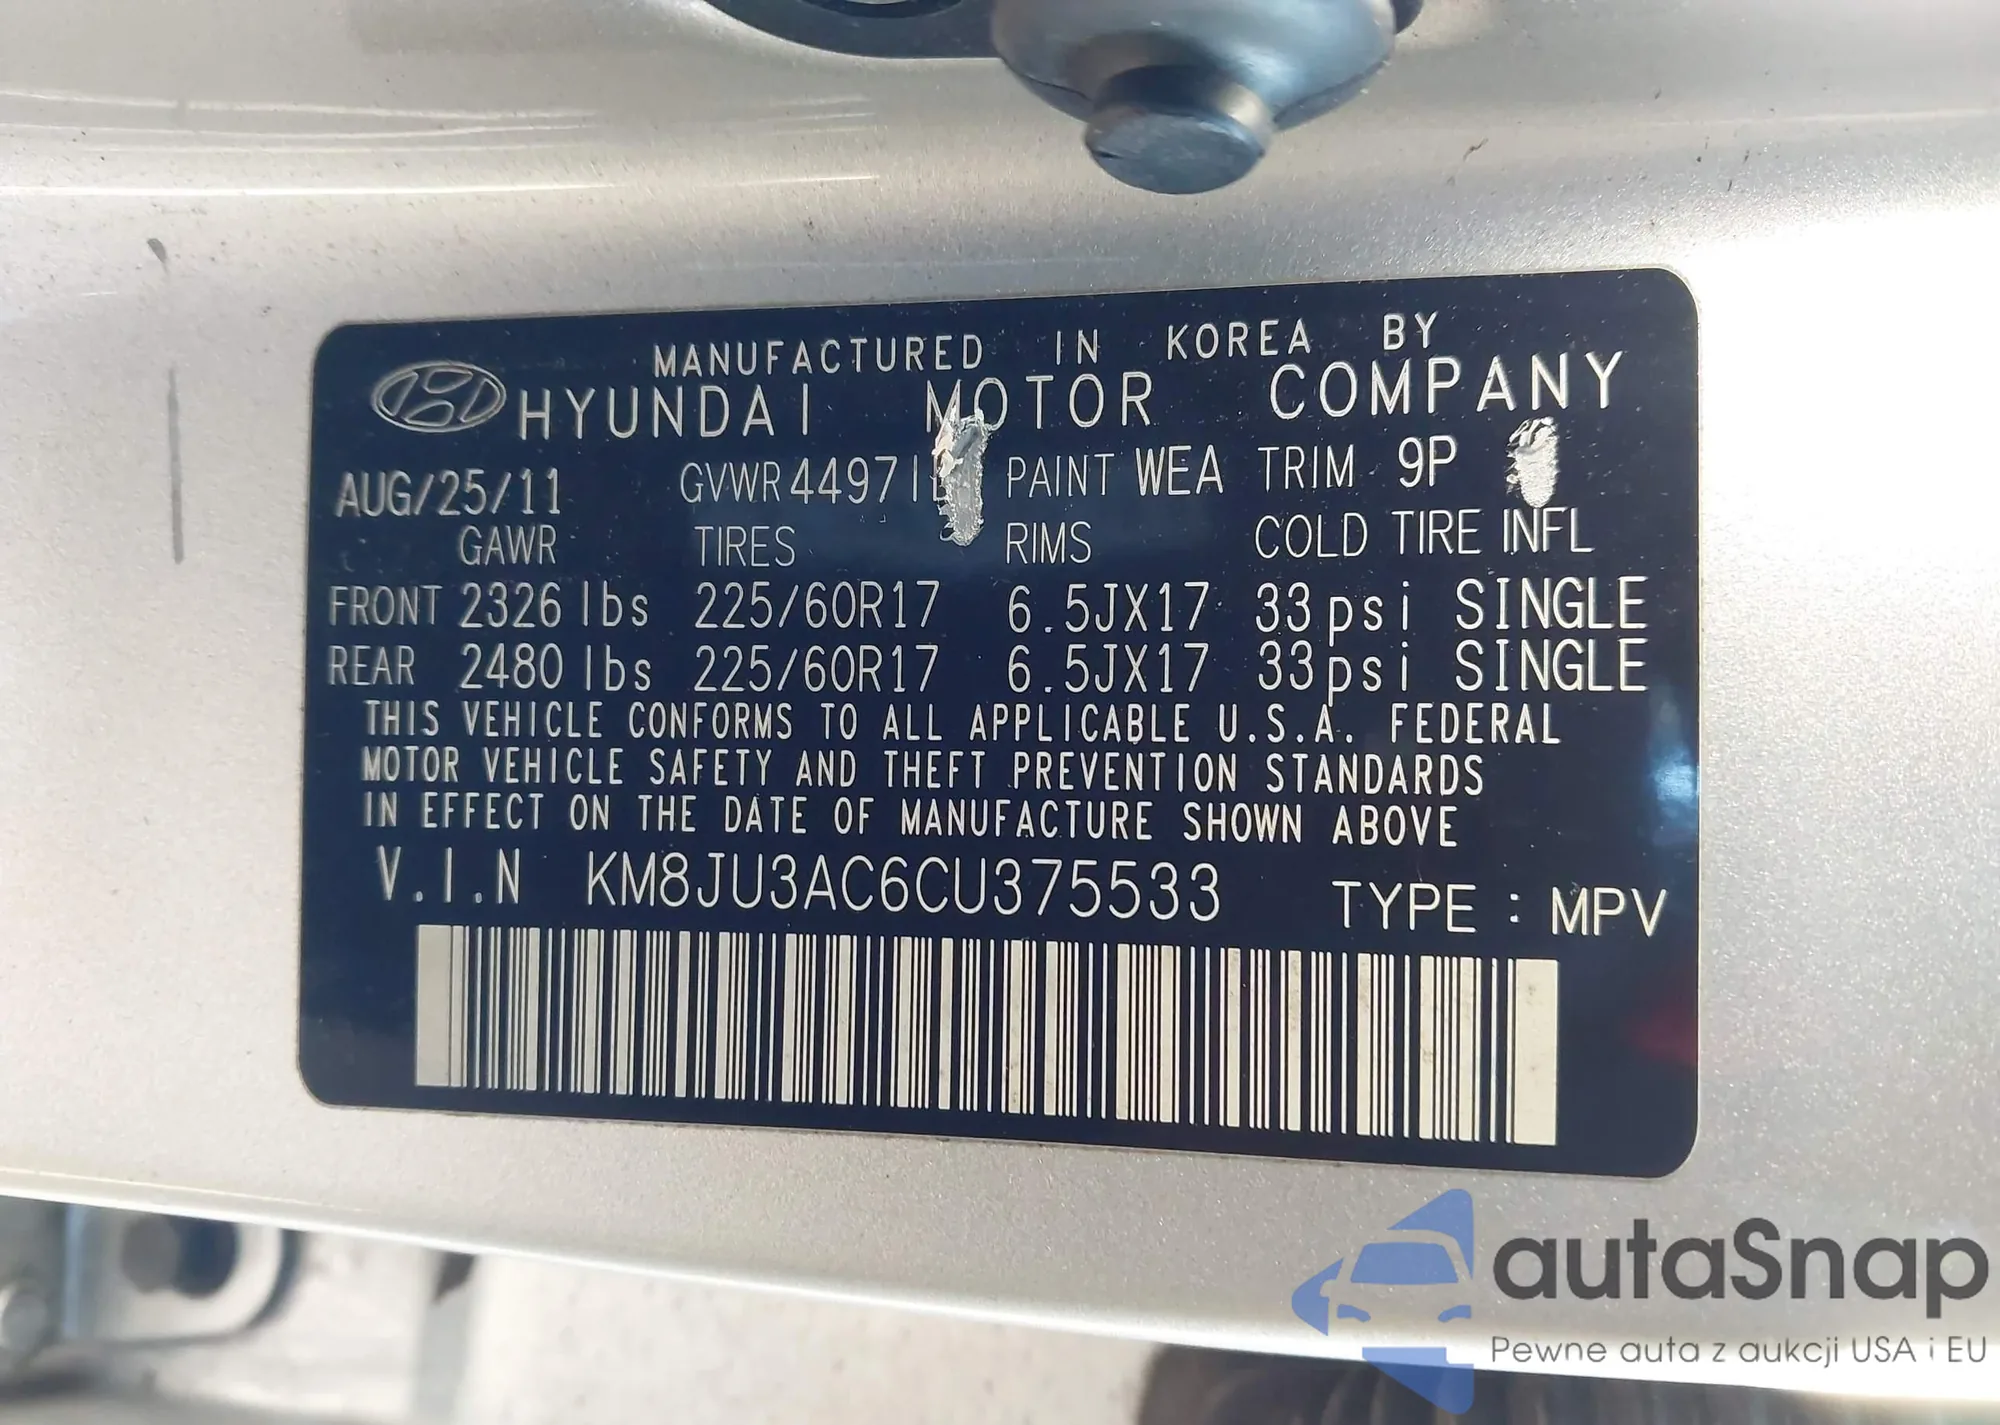 MANUFACTURED IN KOREA BY
HYUNDAI MOTOR COMPANY
AUG/25/11 GVWR 4497 PAINT WEA TRIM 9P
GAWR TIRES RIMS COLD TIRE INFL
FRONT 2326 lbs 225/60R17 6.5JX17 33psi SINGLE
REAR 2480 lbs 225/60R17 6.5JX17 33psi SINGLE
THIS VEHICLE CONFORMS TO ALL APPLICABLE U.S.A. FEDERAL
MOTOR VEHICLE SAFETY AND THEFT PREVENTION STANDARDS
IN EFFECT ON THE DATE OF MANUFACTURE SHOWN ABOVE
V.I.N KM8JU3AC6CU375533 TYPE : MPV
autaSnap
Pewne auta z aukcji USA i EU